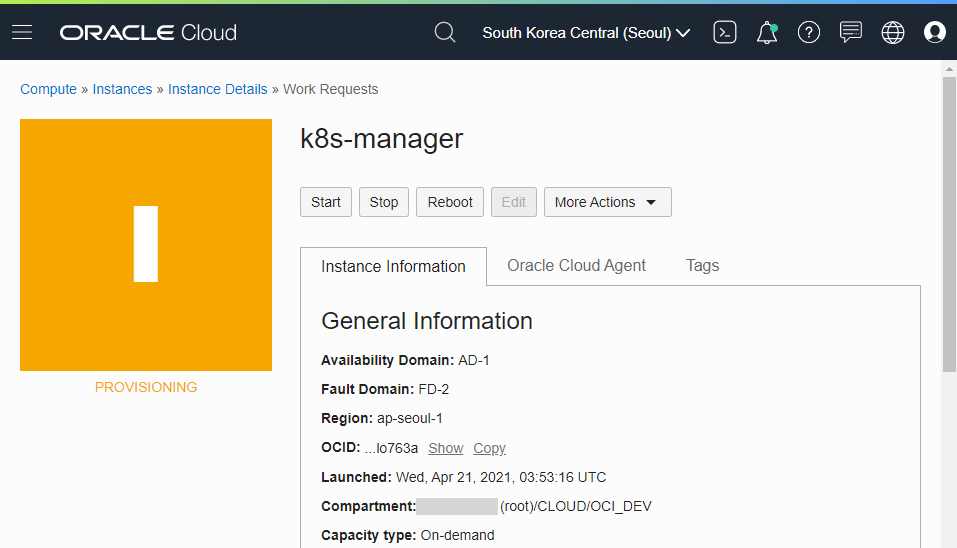 ORACLE Cloud
South Korea Central (Seoul)
Compute » Instances » Instance Details » Work Requests
I
PROVISIONING
k8s-manager
Start Stop Reboot Edit More Actions
Instance Information Oracle Cloud Agent Tags
General Information
Availability Domain: AD-1
Fault Domain: FD-2
Region: ap-seoul-1
OCID: ...lo763a Show Copy
Launched: Wed, Apr 21, 2021, 03:53:16 UTC
Compartment: (root)/CLOUD/OCI_DEV
Capacity type: On-demand